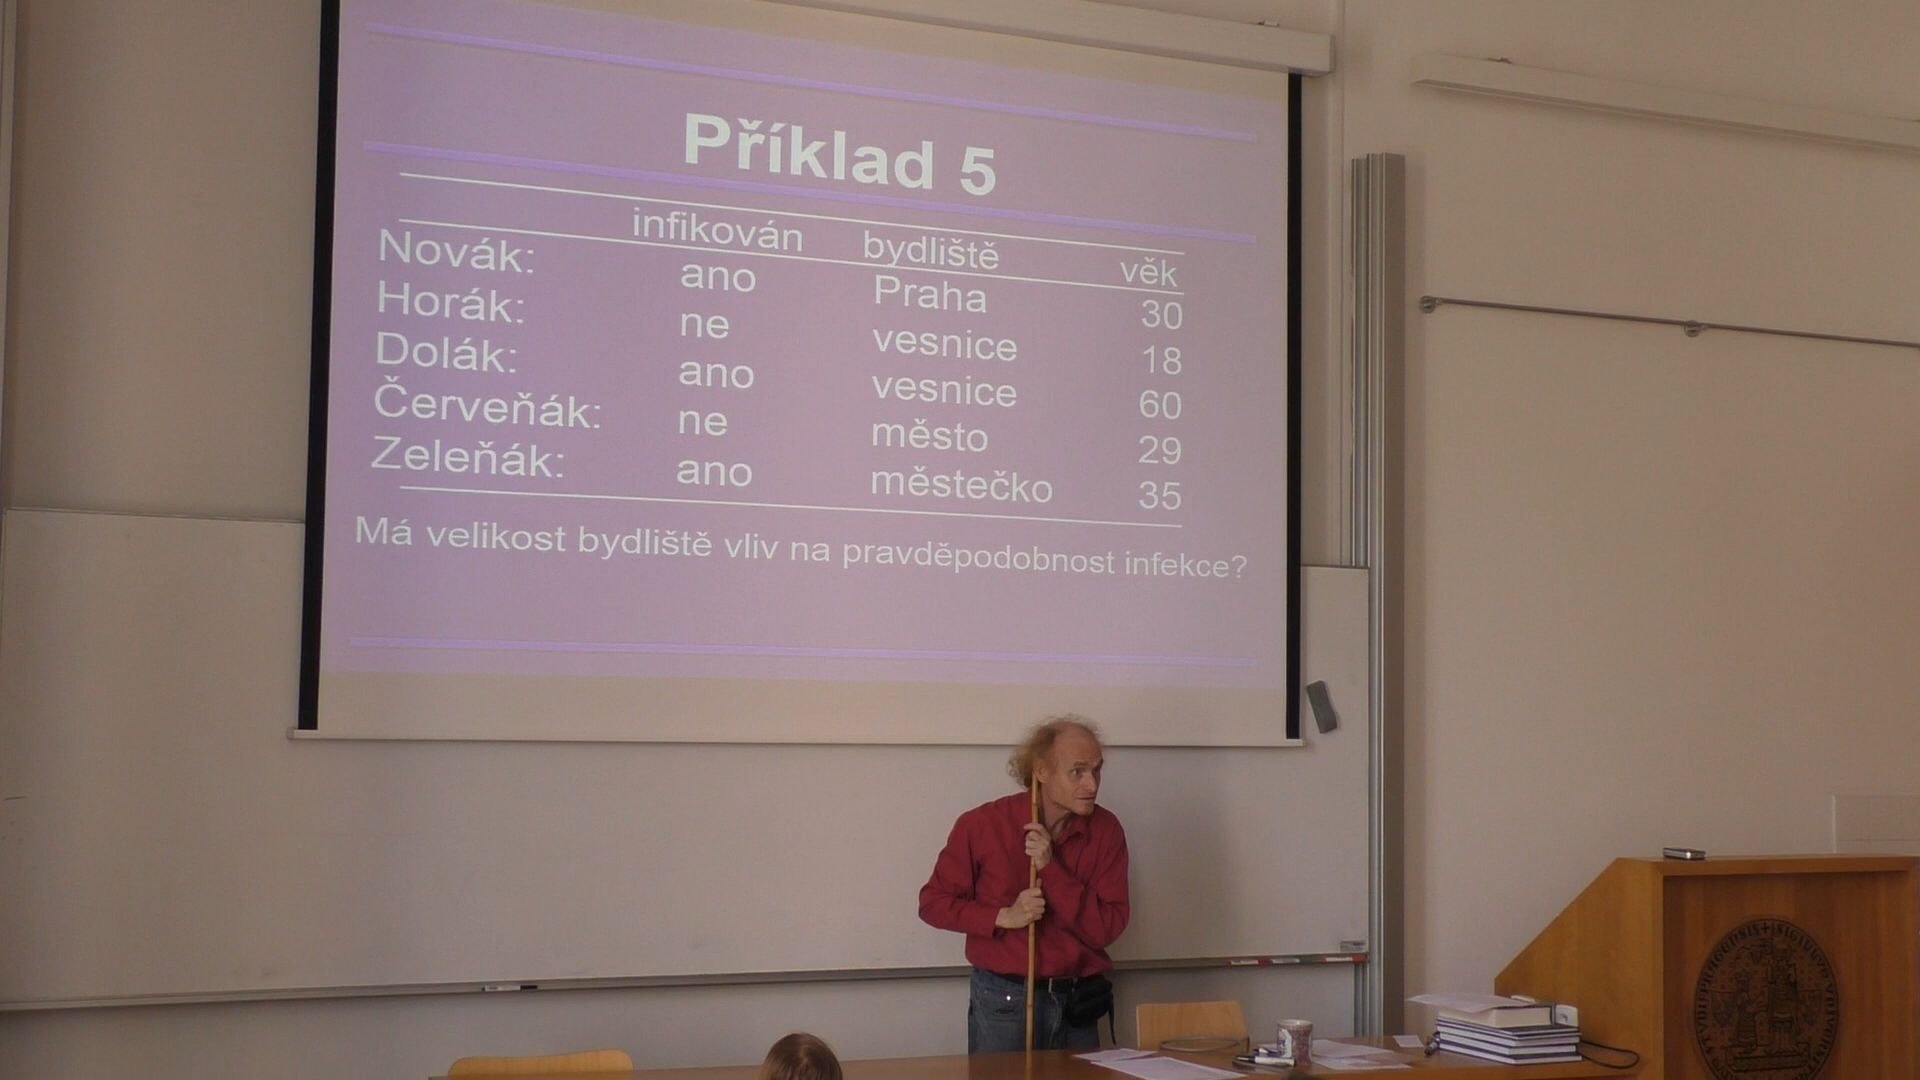 Příklad 5
infikován bydliště věk
Novák: ano Praha 30
Horák: ne vesnice 18
Dolák: ano vesnice 60
Červeňák: ne město 29
Zeleňák: ano městečko 35
Má velikost bydliště vliv na pravděpodobnost infekce?